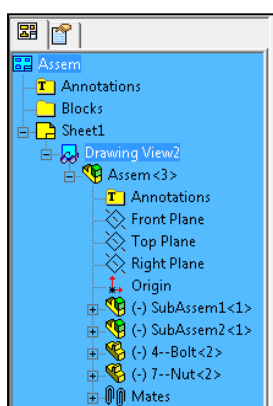 Assem
Annotations
Blocks
Sheet1
Drawing View2
Assem<3>
Annotations
Front Plane
Top Plane
Right Plane
Origin
(-) SubAssem1<1>
(-) SubAssem2<1>
(-) 4--Bolt<2>
(-) 7--Nut<2>
Mates